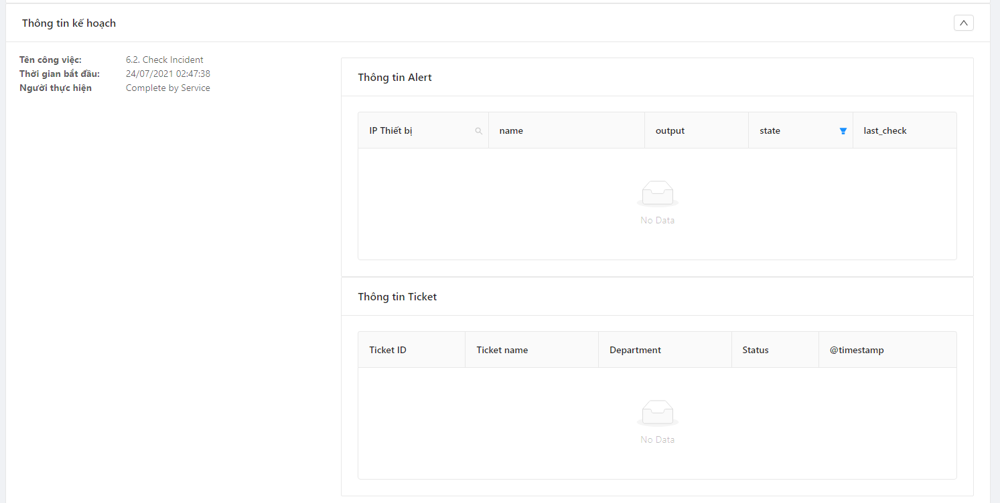 Thông tin kế hoạch
Tên công việc: 6.2. Check Incident
Thời gian bắt đầu: 24/07/2021 02:47:38
Người thực hiện Complete by Service
Thông tin Alert
IP Thiết bị name output state last_check
No Data
Thông tin Ticket
Ticket ID Ticket name Department Status @timestamp
No Data